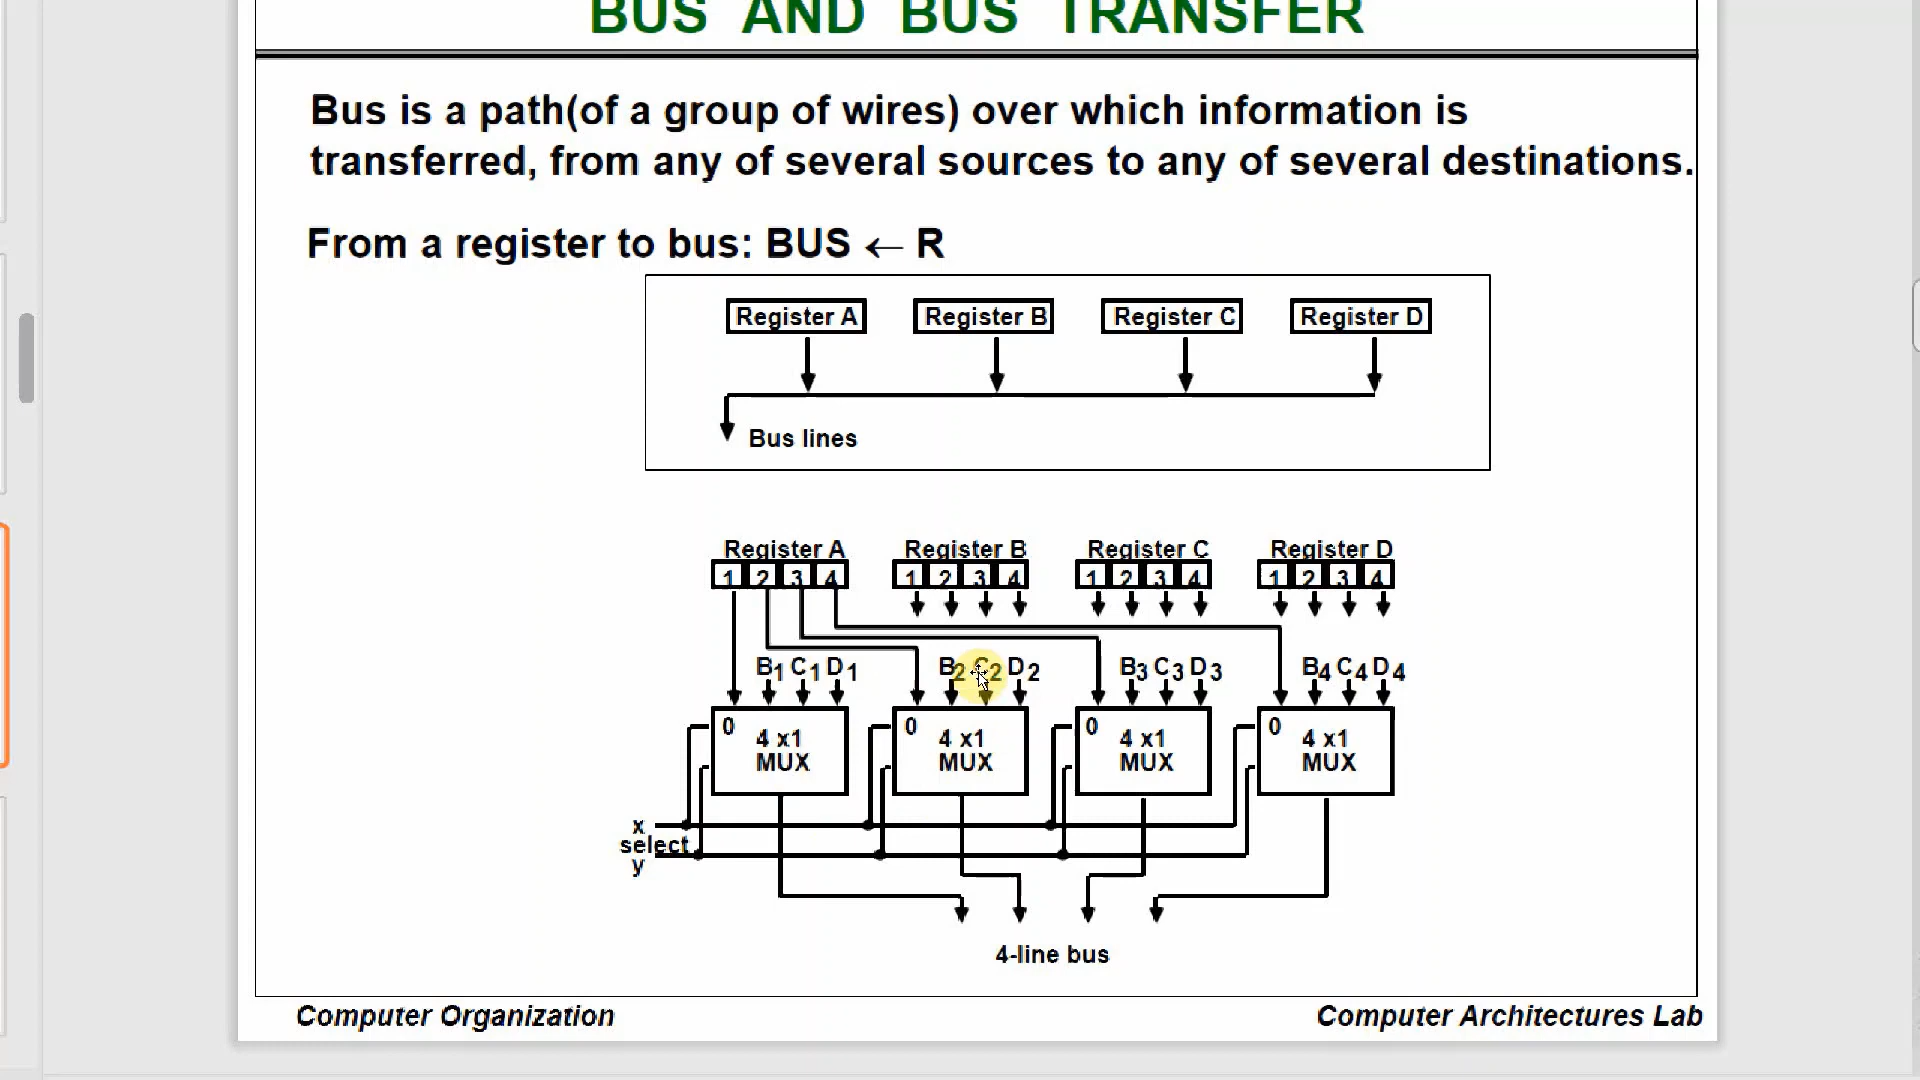 BUS AND BUS TRANSFER
Bus is a path(of a group of wires) over which information is
transferred, from any of several sources to any of several destinations.
From a register to bus: BUS ← R
Register A Register B Register C Register D
Bus lines
Register A Register B Register C Register D
1 2 3 4 1 2 3 4 1 2 3 4 1 2 3 4
B1 C1 D1 B2 C2 D2 B3 C3 D3 B4 C4 D4
0 0 0 0
4 x1 4 x1 4 x1 4 x1
MUX MUX MUX MUX
x
select
y
4-line bus
Computer Organization Computer Architectures Lab